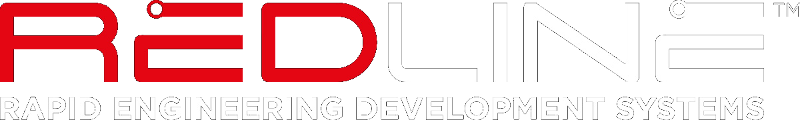 REDLINE™
RAPID ENGINEERING DEVELOPMENT SYSTEMS